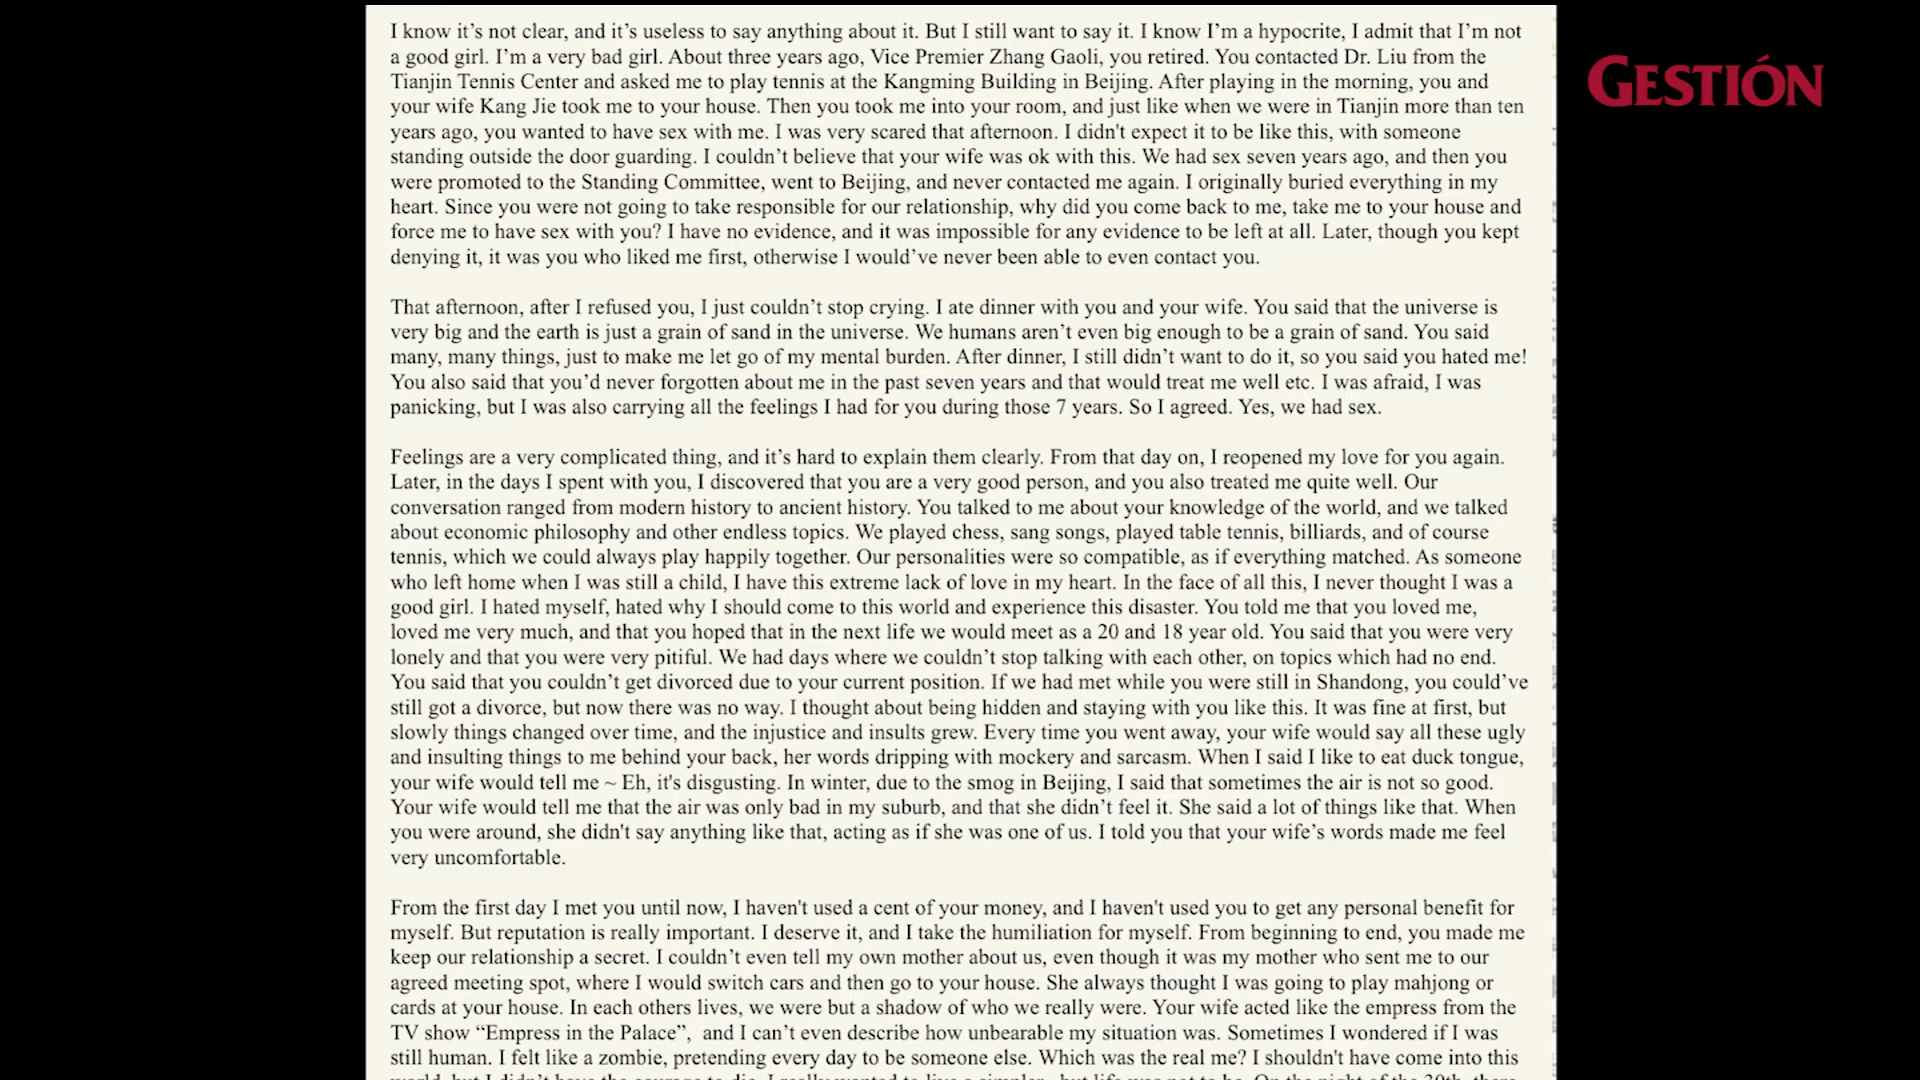 I know it’s not clear, and it’s useless to say anything about it. But I still want to say it. I know I’m a hypocrite, I admit that I’m not
a good girl. I’m a very bad girl. About three years ago, Vice Premier Zhang Gaoli, you retired. You contacted Dr. Liu from the
Tianjin Tennis Center and asked me to play tennis at the Kangming Building in Beijing. After playing in the morning, you and
your wife Kang Jie took me to your house. Then you took me into your room, and just like when we were in Tianjin more than ten
years ago, you wanted to have sex with me. I was very scared that afternoon. I didn't expect it to be like this, with someone
standing outside the door guarding. I couldn’t believe that your wife was ok with this. We had sex seven years ago, and then you
were promoted to the Standing Committee, went to Beijing, and never contacted me again. I originally buried everything in my
heart. Since you were not going to take responsible for our relationship, why did you come back to me, take me to your house and
force me to have sex with you? I have no evidence, and it was impossible for any evidence to be left at all. Later, though you kept
denying it, it was you who liked me first, otherwise I would’ve never been able to even contact you.
That afternoon, after I refused you, I just couldn’t stop crying. I ate dinner with you and your wife. You said that the universe is
very big and the earth is just a grain of sand in the universe. We humans aren’t even big enough to be a grain of sand. You said
many, many things, just to make me let go of my mental burden. After dinner, I still didn’t want to do it, so you said you hated me!
You also said that you’d never forgotten about me in the past seven years and that would treat me well etc. I was afraid, I was
panicking, but I was also carrying all the feelings I had for you during those 7 years. So I agreed. Yes, we had sex.
Feelings are a very complicated thing, and it’s hard to explain them clearly. From that day on, I reopened my love for you again.
Later, in the days I spent with you, I discovered that you are a very good person, and you also treated me quite well. Our
conversation ranged from modern history to ancient history. You talked to me about your knowledge of the world, and we talked
about economic philosophy and other endless topics. We played chess, sang songs, played table tennis, billiards, and of course
tennis, which we could always play happily together. Our personalities were so compatible, as if everything matched. As someone
who left home when I was still a child, I have this extreme lack of love in my heart. In the face of all this, I never thought I was a
good girl. I hated myself, hated why I should come to this world and experience this disaster. You told me that you loved me,
loved me very much, and that you hoped that in the next life we would meet as a 20 and 18 year old. You said that you were very
lonely and that you were very pitiful. We had days where we couldn’t stop talking with each other, on topics which had no end.
You said that you couldn’t get divorced due to your current position. If we had met while you were still in Shandong, you could’ve
still got a divorce, but now there was no way. I thought about being hidden and staying with you like this. It was fine at first, but
slowly things changed over time, and the injustice and insults grew. Every time you went away, your wife would say all these ugly
and insulting things to me behind your back, her words dripping with mockery and sarcasm. When I said I like to eat duck tongue,
your wife would tell me ~ Eh, it's disgusting. In winter, due to the smog in Beijing, I said that sometimes the air is not so good.
Your wife would tell me that the air was only bad in my suburb, and that she didn’t feel it. She said a lot of things like that. When
you were around, she didn't say anything like that, acting as if she was one of us. I told you that your wife’s words made me feel
very uncomfortable.
From the first day I met you until now, I haven't used a cent of your money, and I haven't used you to get any personal benefit for
myself. But reputation is really important. I deserve it, and I take the humiliation for myself. From beginning to end, you made me
keep our relationship a secret. I couldn’t even tell my own mother about us, even though it was my mother who sent me to our
agreed meeting spot, where I would switch cars and then go to your house. She always thought I was going to play mahjong or
cards at your house. In each others lives, we were but a shadow of who we really were. Your wife acted like the empress from the
TV show “Empress in the Palace”, and I can’t even describe how unbearable my situation was. Sometimes I wondered if I was
still human. I felt like a zombie, pretending every day to be someone else. Which was the real me? I shouldn't have come into this
GESTIÓN